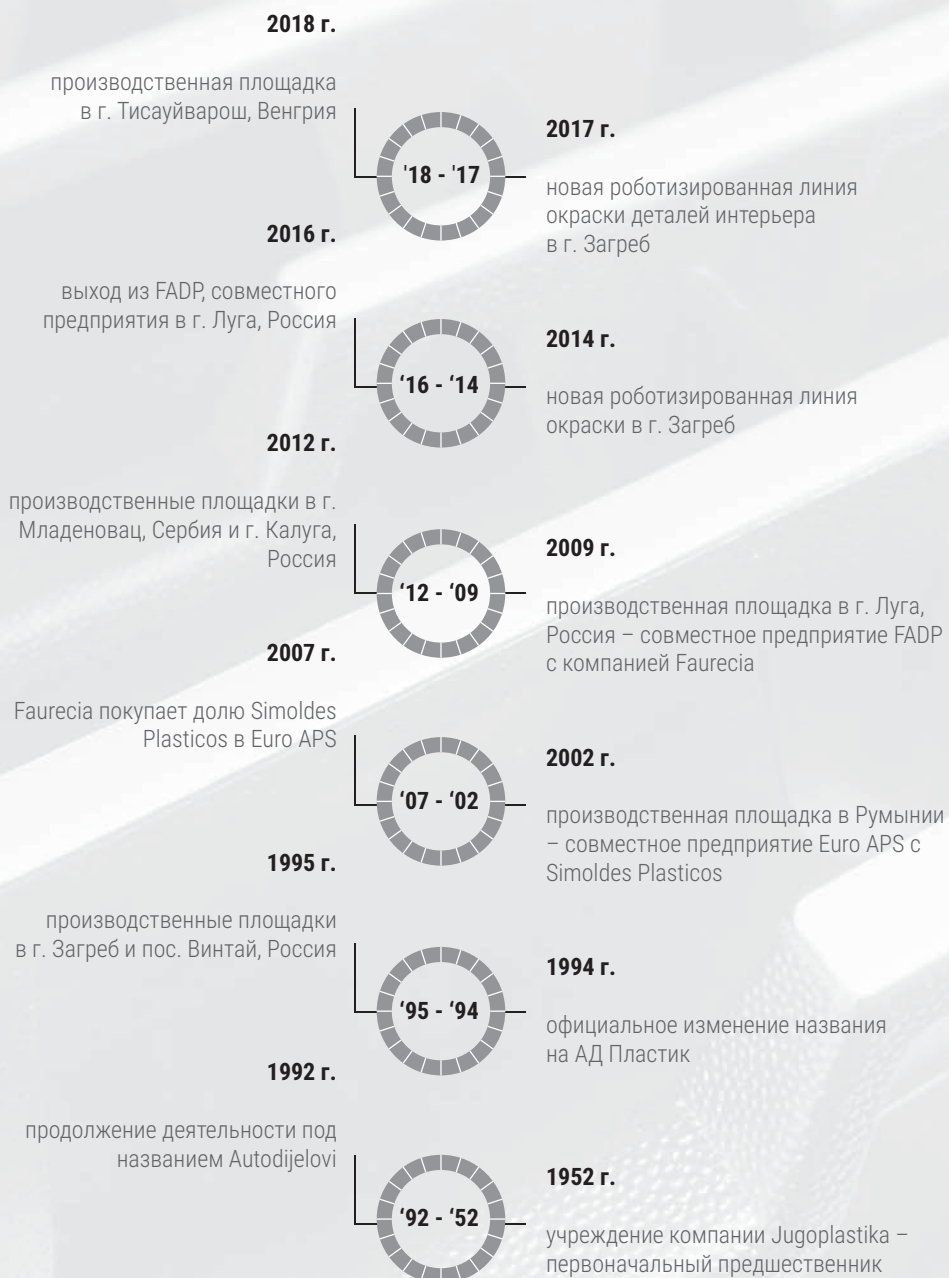 2018 г.
производственная площадка
в г. Тисауйварош, Венгрия
'18 - '17
2017 г.
новая роботизированная линия
окраски деталей интерьера
в г. Загреб
2016 г.
выход из FADP, совместного
предприятия в г. Луга, Россия
‘16 - ‘14
2014 г.
новая роботизированная линия
окраски в г. Загреб
2012 г.
производственные площадки в г.
Младеновац, Сербия и г. Калуга,
Россия
‘12 - ‘09
2009 г.
производственная площадка в г. Луга,
Россия – совместное предприятие FADP
с компанией Faurecia
2007 г.
Faurecia покупает долю Simoldes
Plasticos в Euro APS
‘07 - ‘02
2002 г.
производственная площадка в Румынии
– совместное предприятие Euro APS с
Simoldes Plasticos
1995 г.
производственные площадки
в г. Загреб и пос. Винтай, Россия
‘95 - ‘94
1994 г.
официальное изменение названия
на АД Пластик
1992 г.
продолжение деятельности под
названием Autodijelovi
‘92 - ‘52
1952 г.
учреждение компании Jugoplastika –
первоначальный предшественник